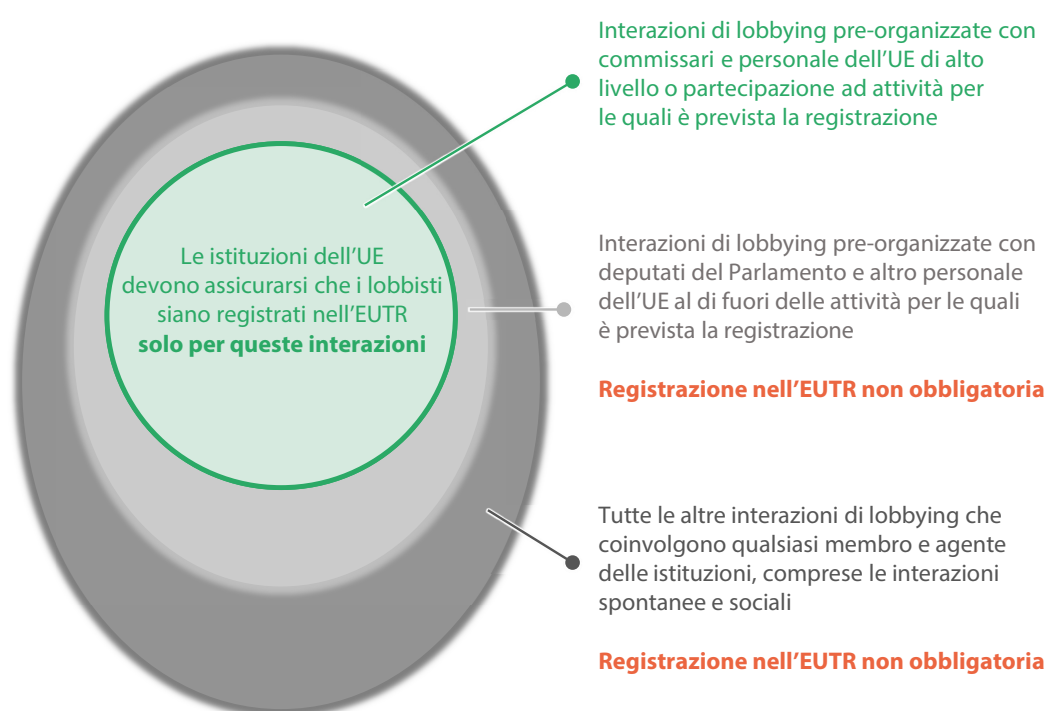 Interazioni di lobbying pre-organizzate con
commissari e personale dell'UE di alto
livello o partecipazione ad attività per
le quali è prevista la registrazione
Le istituzioni dell'UE
devono assicurarsi che i lobbisti
siano registrati nell'EUTR
solo per queste interazioni
Interazioni di lobbying pre-organizzate con
deputati del Parlamento e altro personale
dell'UE al di fuori delle attività per le quali
è prevista la registrazione
Registrazione nell'EUTR non obbligatoria
Tutte le altre interazioni di lobbying che
coinvolgono qualsiasi membro e agente
delle istituzioni, comprese le interazioni
spontanee e sociali
Registrazione nell'EUTR non obbligatoria